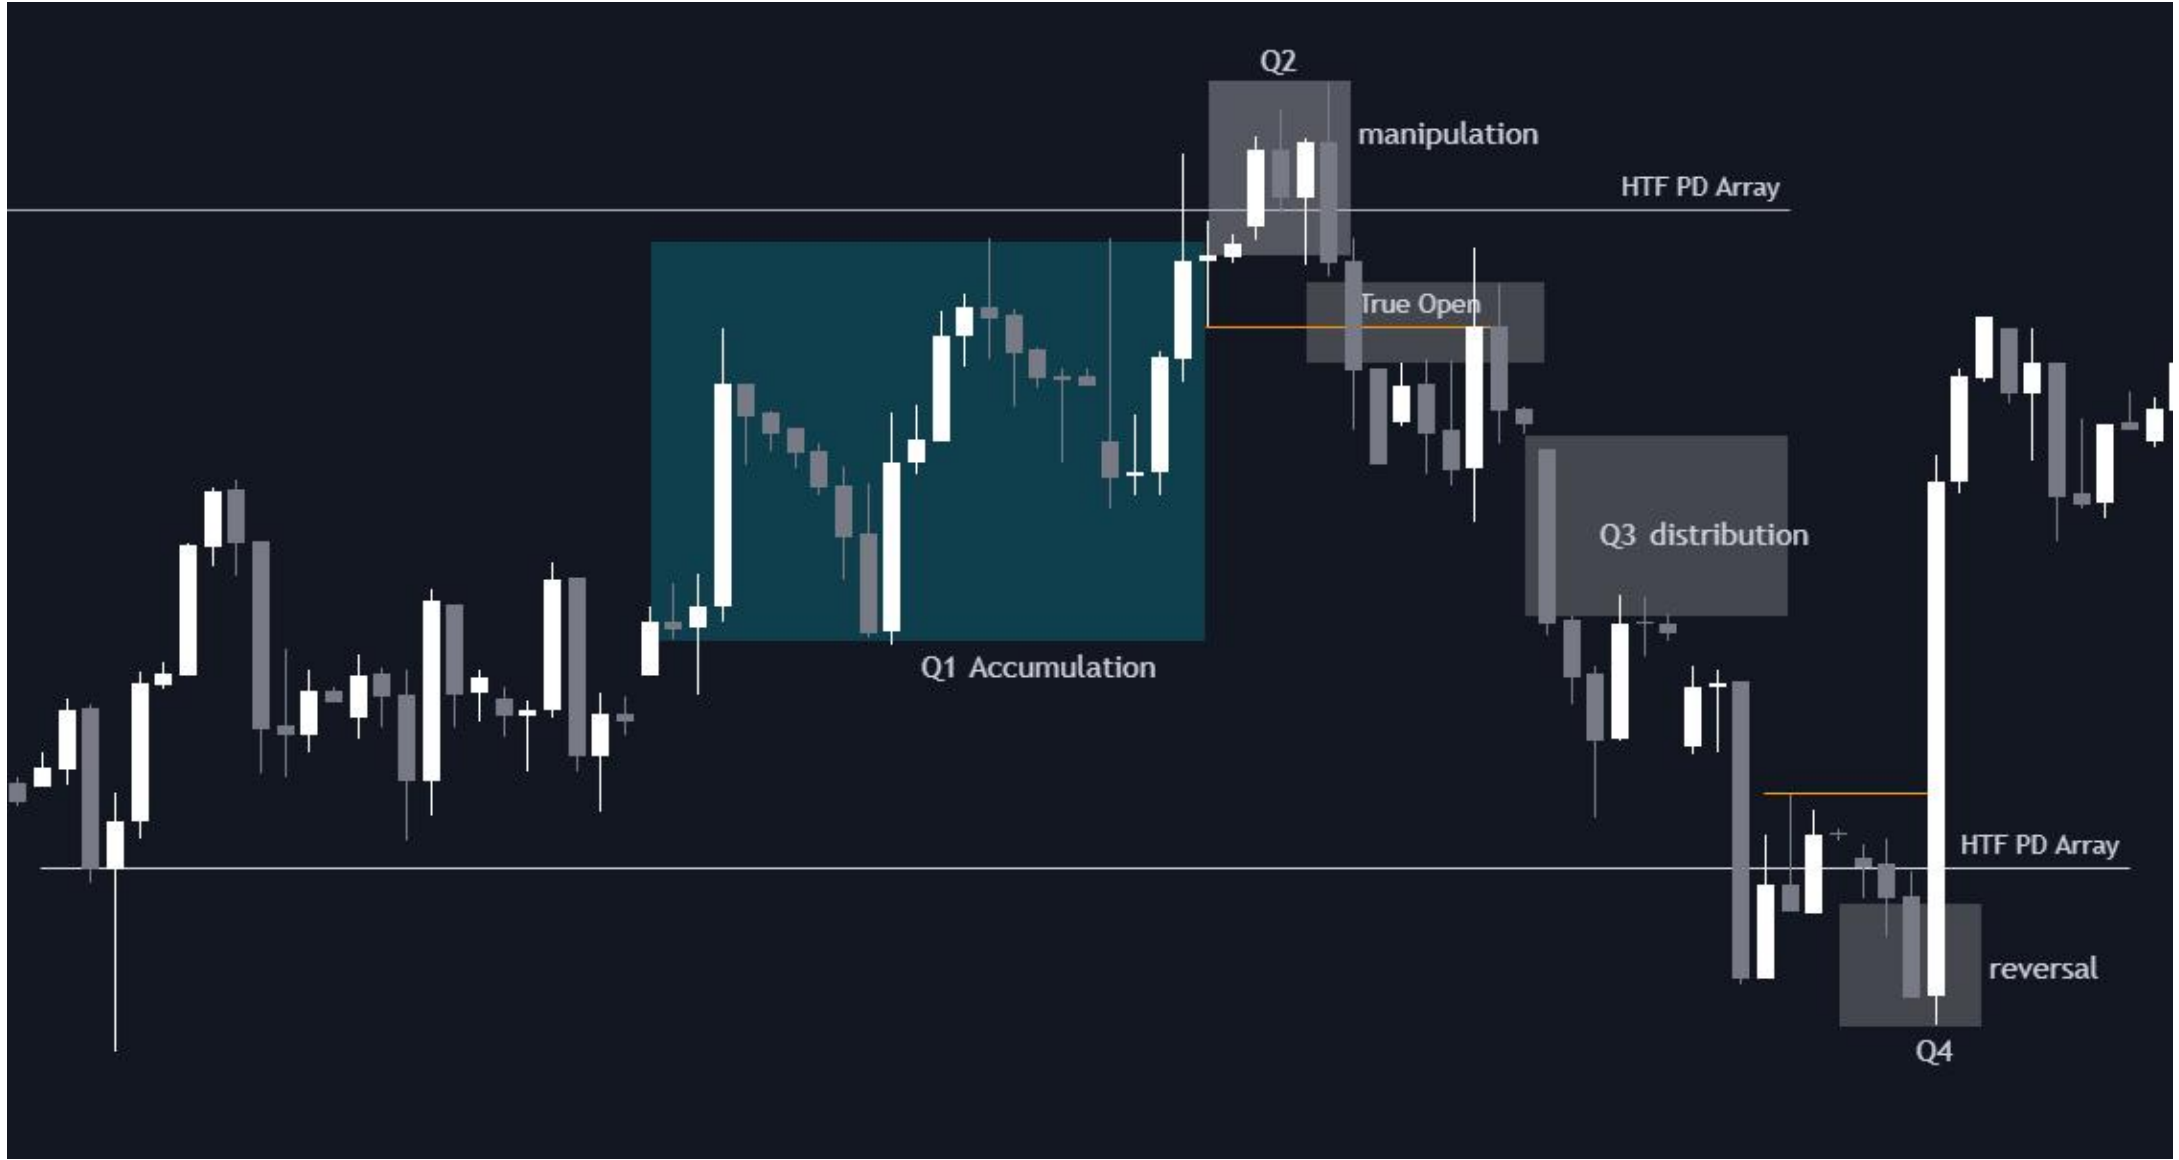 Q2
manipulation
HTF PD Array
True Open
Q3 distribution
Q1 Accumulation
HTF PD Array
reversal
Q4